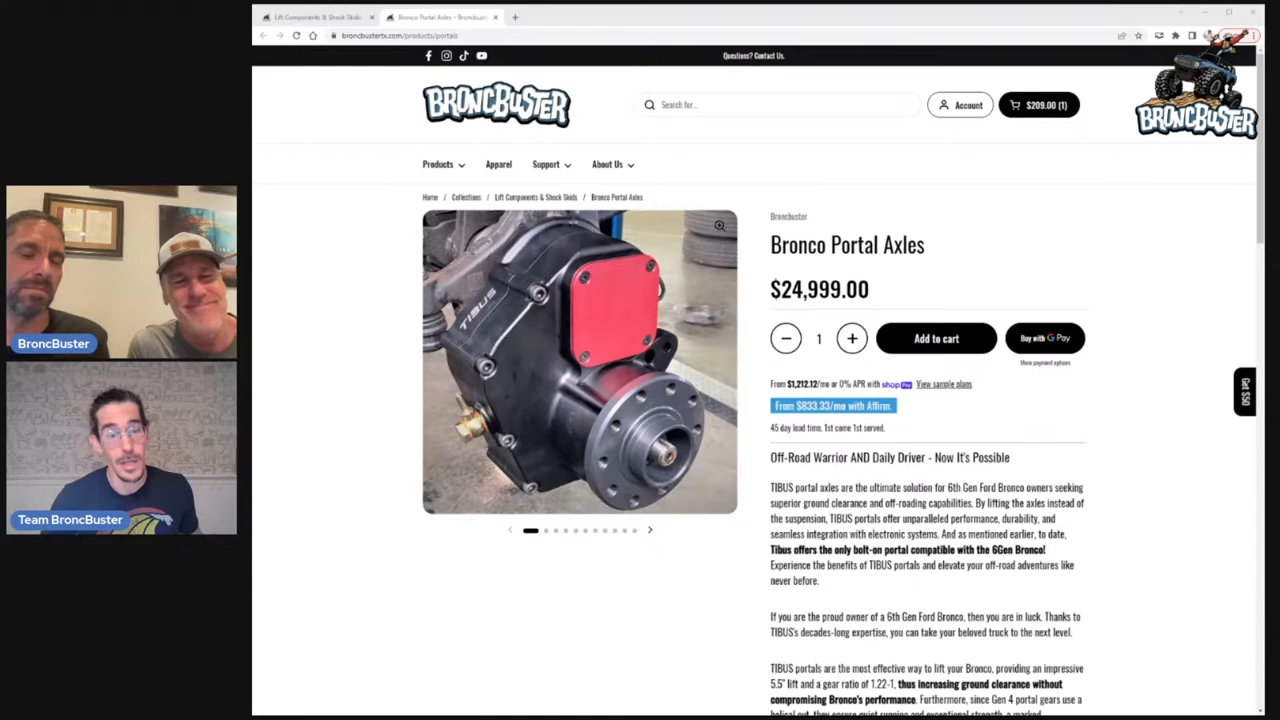 Lift Components & Shock Skids
Bronco Portal Axles – Broncbust
broncbustertx.com/products/portals
Questions? Contact Us.
BRONCBUSTER
Search for...
Account
$209.00 (1)
BRONCBUSTER
Products
Apparel
Support
About Us
Home / Collections / Lift Components & Shock Skids / Bronco Portal Axles
TIBUS
Broncbuster
Bronco Portal Axles
$24,999.00
1
Add to cart
Buy with G Pay
More payment options
From $1,212.12/mo or 0% APR with shop Pay View sample plans
From $833.33/mo with Affirm.
45 day lead time. 1st come 1st served.
Get $50
Off-Road Warrior AND Daily Driver - Now It's Possible
TIBUS portal axles are the ultimate solution for 6th Gen Ford Bronco owners seeking
superior ground clearance and off-roading capabilities. By lifting the axles instead of
the suspension, TIBUS portals offer unparalleled performance, durability, and
seamless integration with electronic systems. And as mentioned earlier, to date,
Tibus offers the only bolt-on portal compatible with the 6Gen Bronco!
Experience the benefits of TIBUS portals and elevate your off-road adventures like
never before.
If you are the proud owner of a 6th Gen Ford Bronco, then you are in luck. Thanks to
TIBUS's decades-long expertise, you can take your beloved truck to the next level.
TIBUS portals are the most effective way to lift your Bronco, providing an impressive
5.5" lift and a gear ratio of 1.22-1, thus increasing ground clearance without
compromising Bronco's performance. Furthermore, since Gen 4 portal gears use a
helical cut, they ensure quiet running and exceptional strength, a marked
BroncBuster
Team BroncBuster